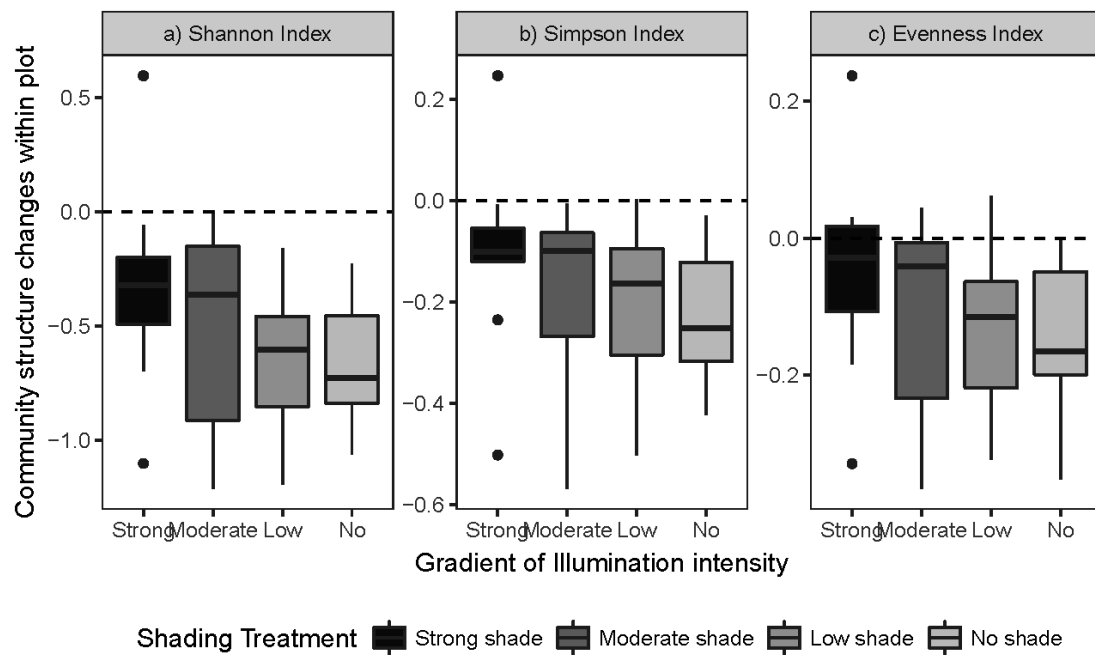 a) Shannon Index
b) Simpson Index
c) Evenness Index
Community structure changes within plot
0.5
0.0
−0.5
−1.0
0.2
0.0
−0.2
−0.4
−0.6
0.2
0.0
−0.2
Strong Moderate Low No
Strong Moderate Low No
Strong Moderate Low No
Gradient of Illumination intensity
Shading Treatment Strong shade Moderate shade Low shade No shade